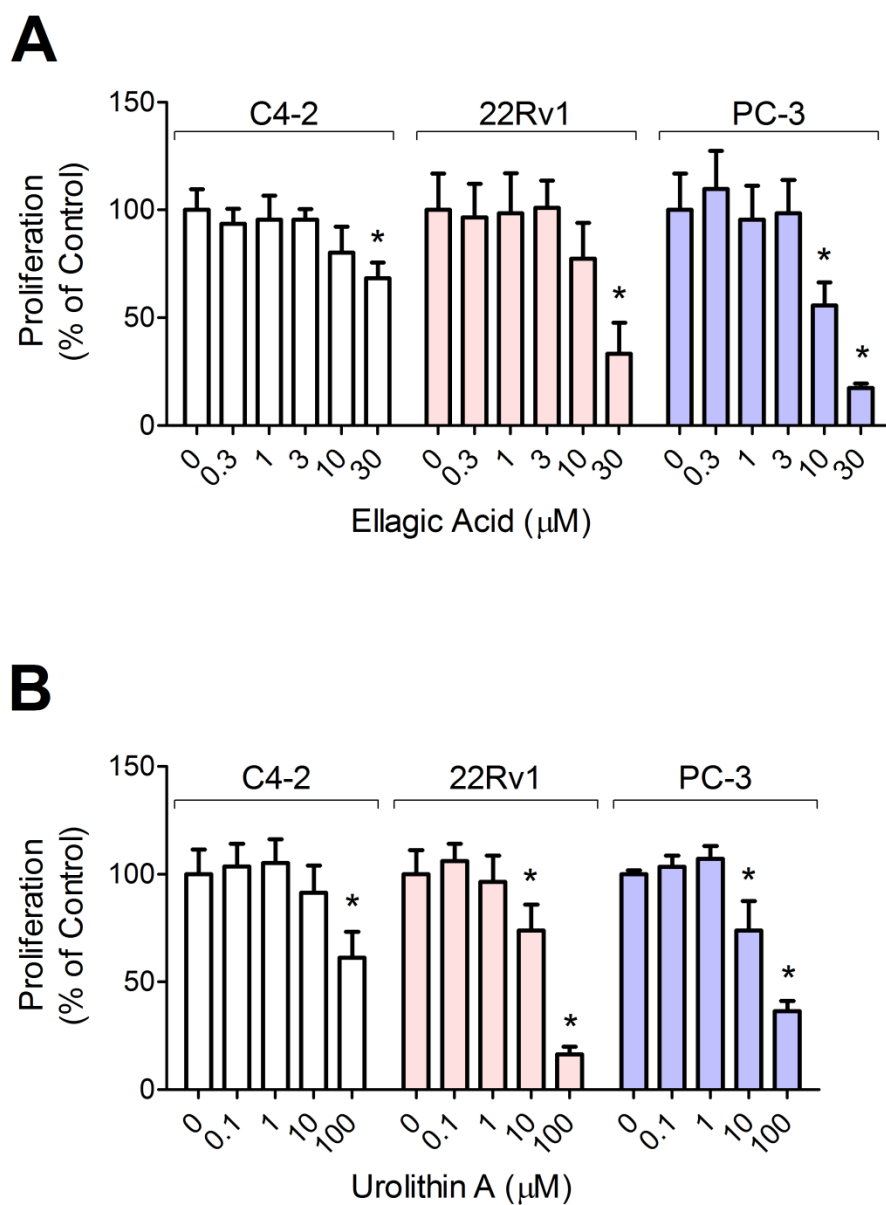 A
150
100
50
0
Proliferation
(% of Control)
C4-2 22Rv1 PC-3
* * * *
0 0.3 1 3 10 30 0 0.3 1 3 10 30 0 0.3 1 3 10 30
Ellagic Acid (μM)
B
150
100
50
0
Proliferation
(% of Control)
C4-2 22Rv1 PC-3
* * * * *
0 0.1 1 10 100 0 0.1 1 10 100 0 0.1 1 10 100
Urolithin A (μM)